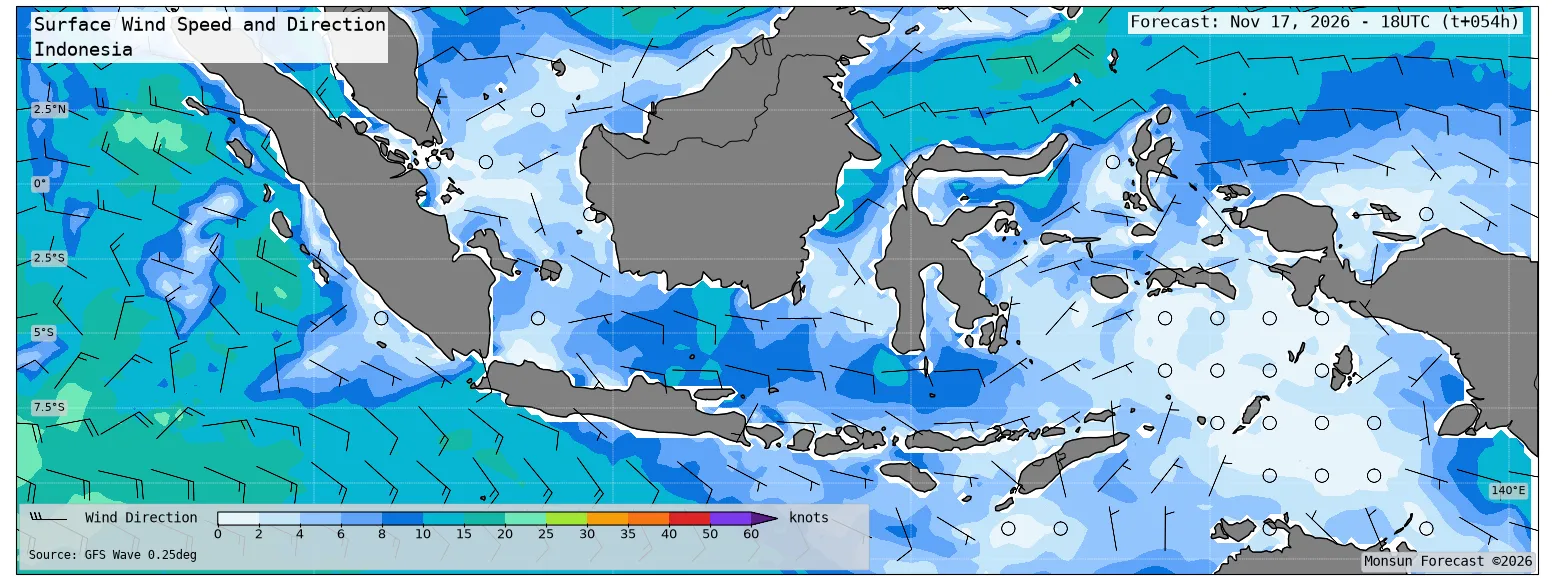 Surface Wind Speed and Direction
Indonesia
Forecast: Nov 17, 2026 - 18UTC (t+054h)
2.5°N
0°
2.5°S
5°S
7.5°S
140°E
Wind Direction
0 2 4 6 8 10 15 20 25 30 35 40 50 60
knots
Source: GFS Wave 0.25deg
Monsun Forecast ©2026